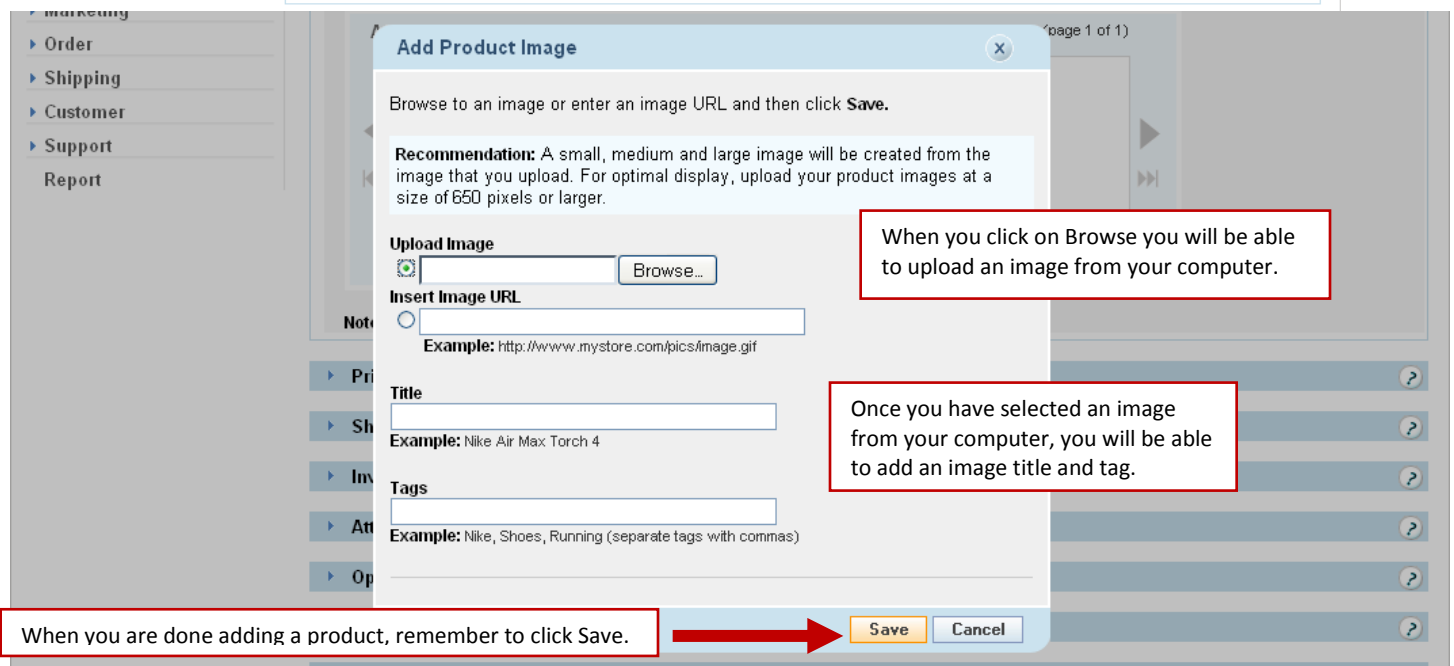 Marketing
Order
Shipping
Customer
Support
Report
(page 1 of 1)
Add Product Image
x
Browse to an image or enter an image URL and then click Save.
Recommendation: A small, medium and large image will be created from the
image that you upload. For optimal display, upload your product images at a
size of 650 pixels or larger.
Upload Image
Browse...
Insert Image URL
Example: http://www.mystore.com/pics/image.gif
Title
Example: Nike Air Max Torch 4
Tags
Example: Nike, Shoes, Running (separate tags with commas)
Save
Cancel
When you click on Browse you will be able
to upload an image from your computer.
Once you have selected an image
from your computer, you will be able
to add an image title and tag.
When you are done adding a product, remember to click Save.
Note
Pri
?
Sh
?
Inv
?
Att
?
Op
?
?